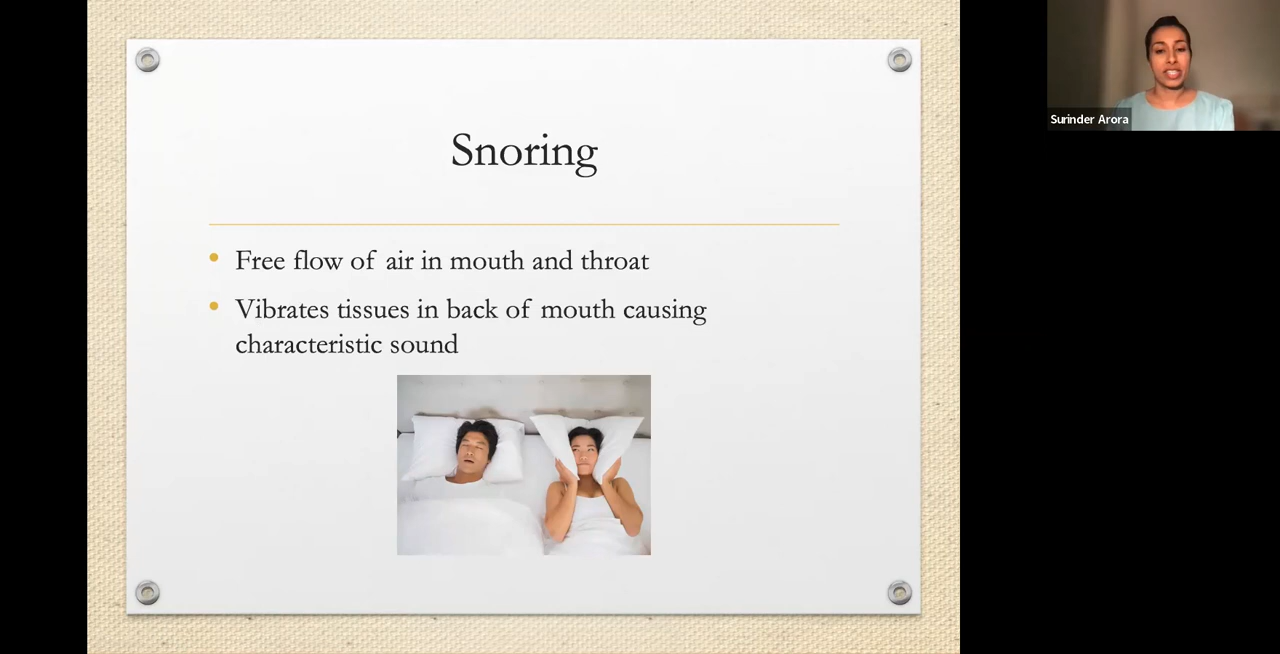 Snoring
Free flow of air in mouth and throat
Vibrates tissues in back of mouth causing
characteristic sound
Surinder Arora